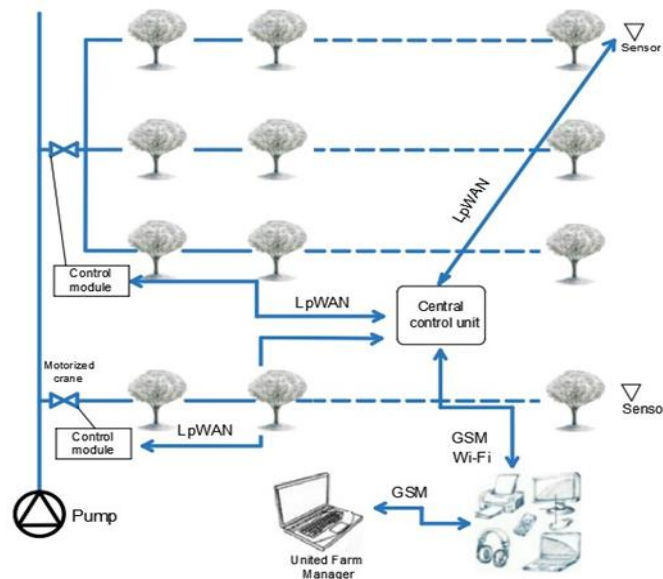 Sensor
LpWAN
Control
module
LpWAN
Central
control unit
Motorized
crane
Senso
Control
module
LpWAN
GSM
Wi-Fi
Pump
GSM
United Farm
Manager